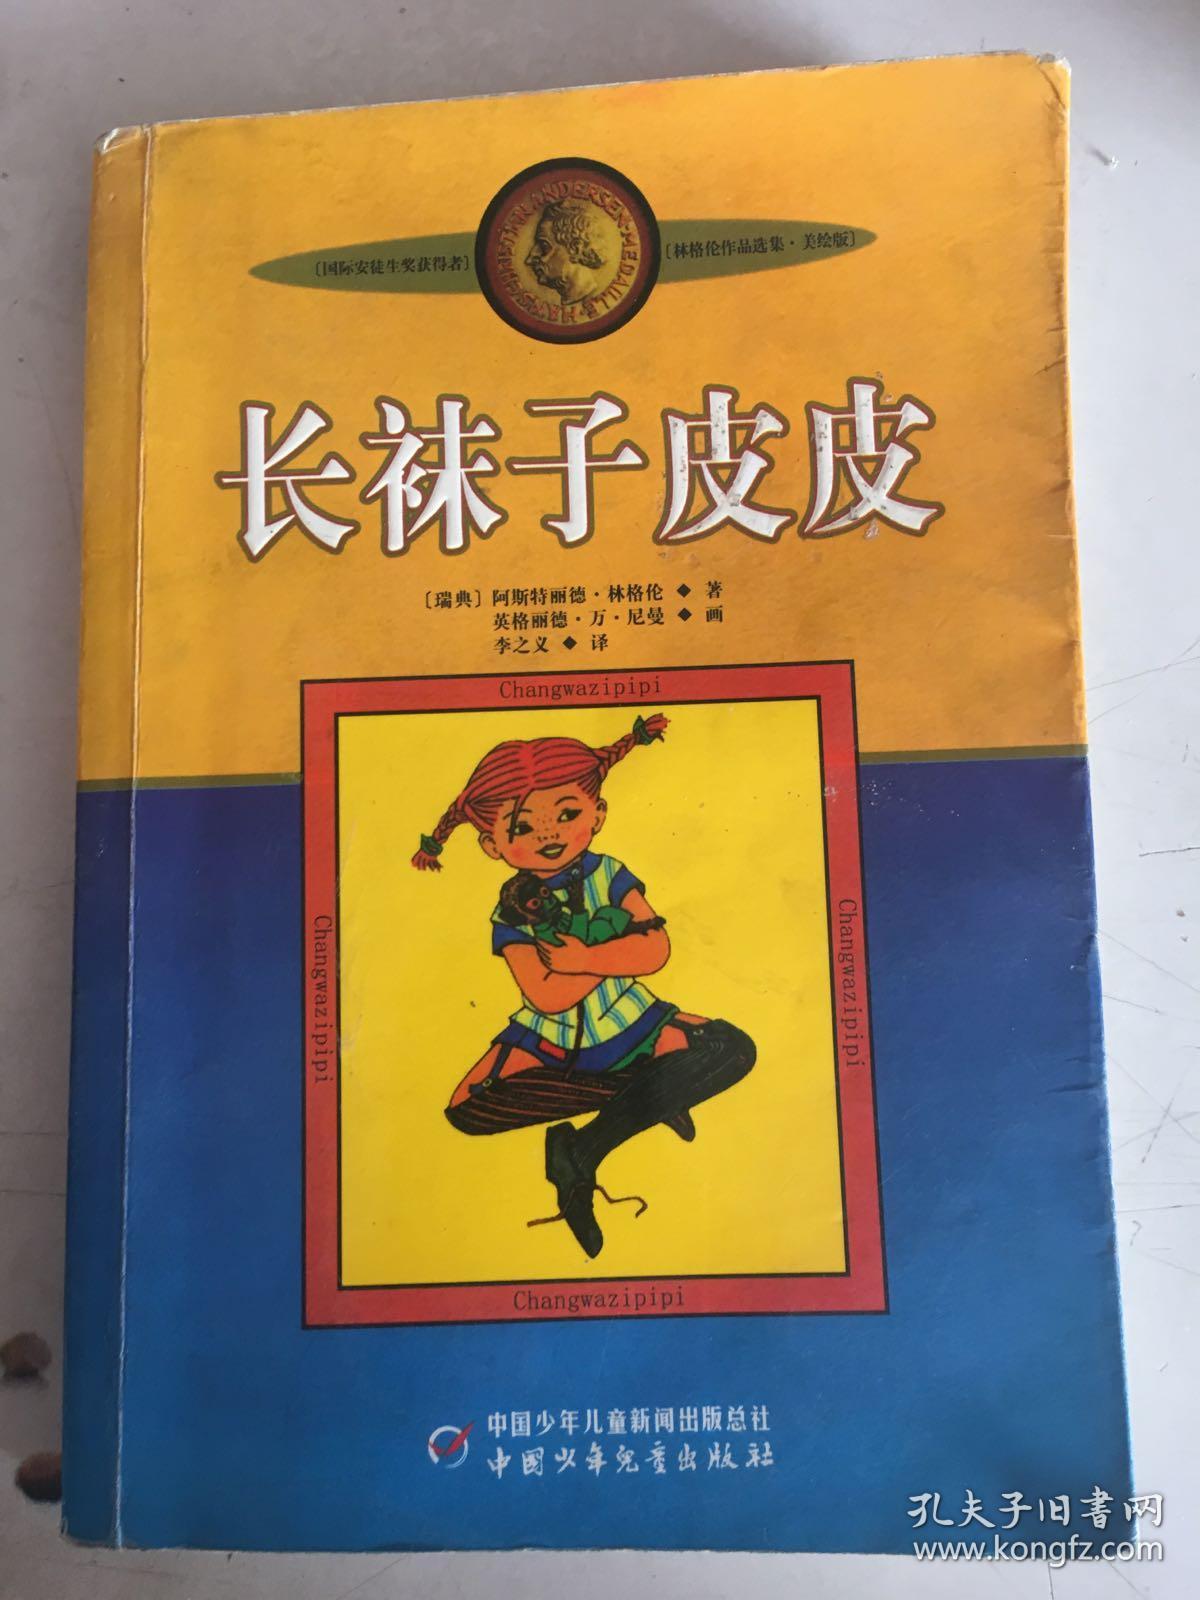 〔国际安徒生奖获得者〕
HANS CHRISTIAN ANDERSEN MEDAILLE
〔林格伦作品选集·美绘版〕
长袜子皮皮
〔瑞典〕阿斯特丽德·林格伦◆著
英格丽德·万·尼曼◆画
李之义◆译
Changwazipipi
Changwazipipi
Changwazipipi
Changwazipipi
中国少年儿童新闻出版总社
中国少年儿童出版社
孔夫子旧书网
www.kongfz.com